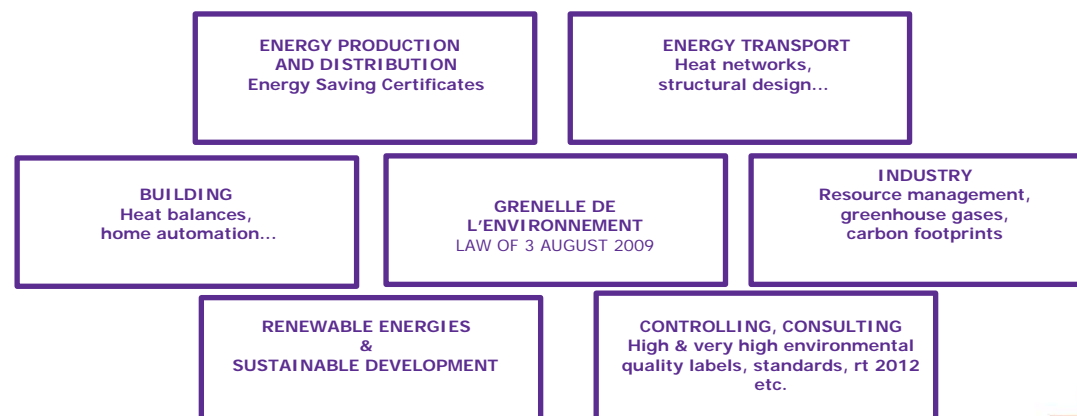 ENERGY PRODUCTION
AND DISTRIBUTION
Energy Saving Certificates
ENERGY TRANSPORT
Heat networks,
structural design...
BUILDING
Heat balances,
home automation...
GRENELLE DE
L'ENVIRONNEMENT
LAW OF 3 AUGUST 2009
INDUSTRY
Resource management,
greenhouse gases,
carbon footprints
RENEWABLE ENERGIES
&
SUSTAINABLE DEVELOPMENT
CONTROLLING, CONSULTING
High & very high environmental
quality labels, standards, rt 2012
etc.